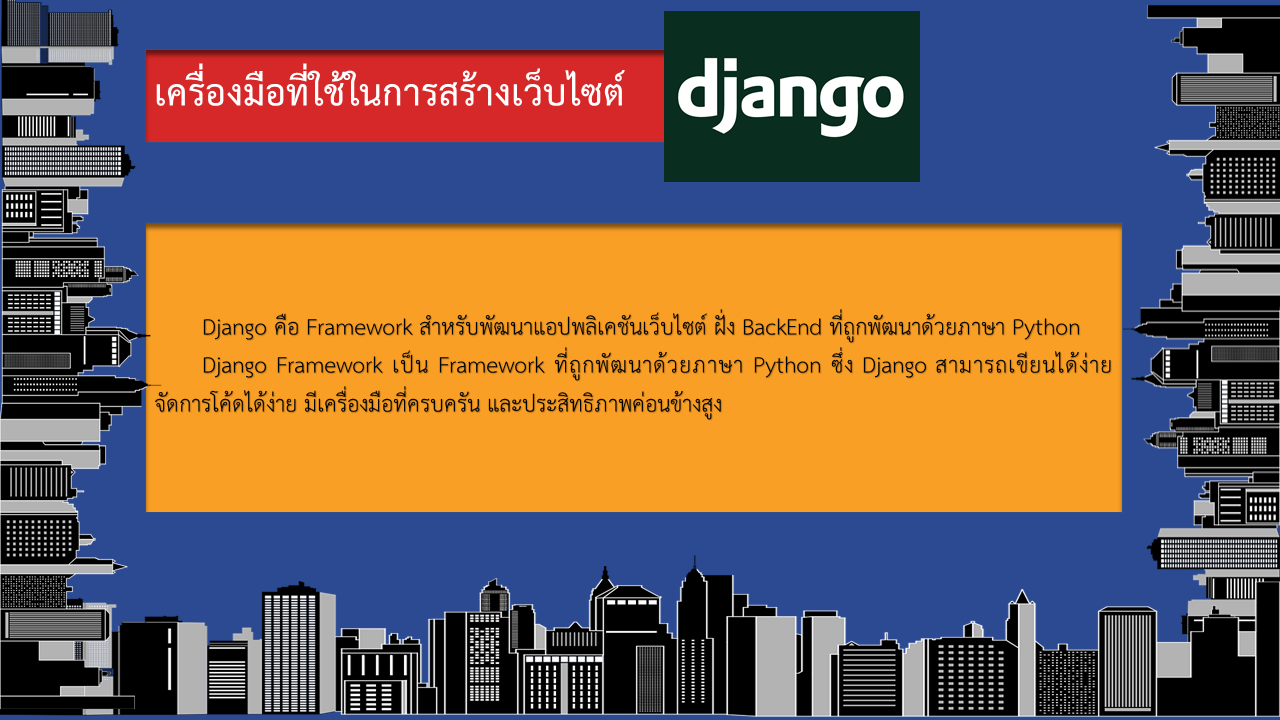 เครื่องมือที่ใช้ในการสร้างเว็บไซต์
django
Django คือ Framework สำหรับพัฒนาแอปพลิเคชันเว็บไซต์ ฝั่ง BackEnd ที่ถูกพัฒนาด้วยภาษา Python
Django Framework เป็น Framework ที่ถูกพัฒนาด้วยภาษา Python ซึ่ง Django สามารถเขียนได้ง่าย
จัดการโค้ดได้ง่าย มีเครื่องมือที่ครบครัน และประสิทธิภาพค่อนข้างสูง